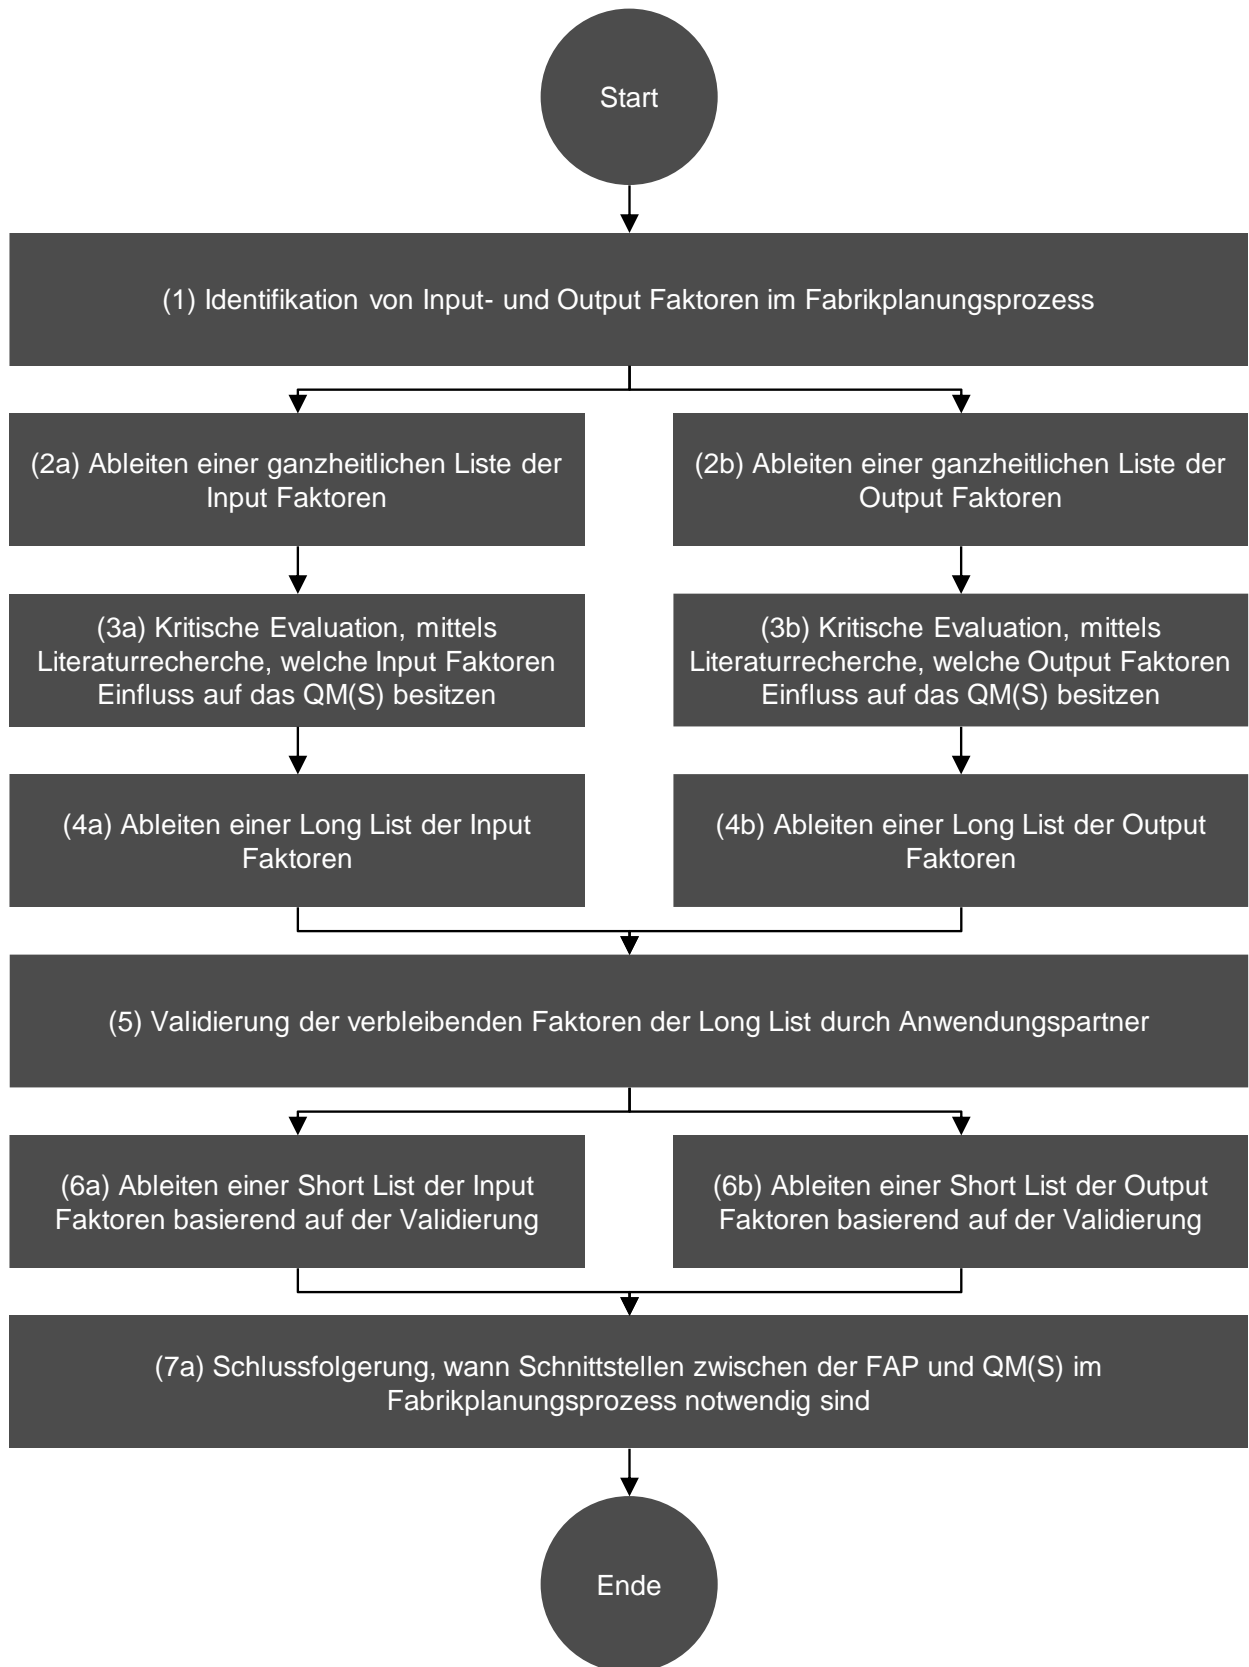 Start
(1) Identifikation von Input- und Output Faktoren im Fabrikplanungsprozess
(2a) Ableiten einer ganzheitlichen Liste der
Input Faktoren
(2b) Ableiten einer ganzheitlichen Liste der
Output Faktoren
(3a) Kritische Evaluation, mittels
Literaturrecherche, welche Input Faktoren
Einfluss auf das QM(S) besitzen
(3b) Kritische Evaluation, mittels
Literaturrecherche, welche Output Faktoren
Einfluss auf das QM(S) besitzen
(4a) Ableiten einer Long List der Input
Faktoren
(4b) Ableiten einer Long List der Output
Faktoren
(5) Validierung der verbleibenden Faktoren der Long List durch Anwendungspartner
(6a) Ableiten einer Short List der Input
Faktoren basierend auf der Validierung
(6b) Ableiten einer Short List der Output
Faktoren basierend auf der Validierung
(7a) Schlussfolgerung, wann Schnittstellen zwischen der FAP und QM(S) im
Fabrikplanungsprozess notwendig sind
Ende